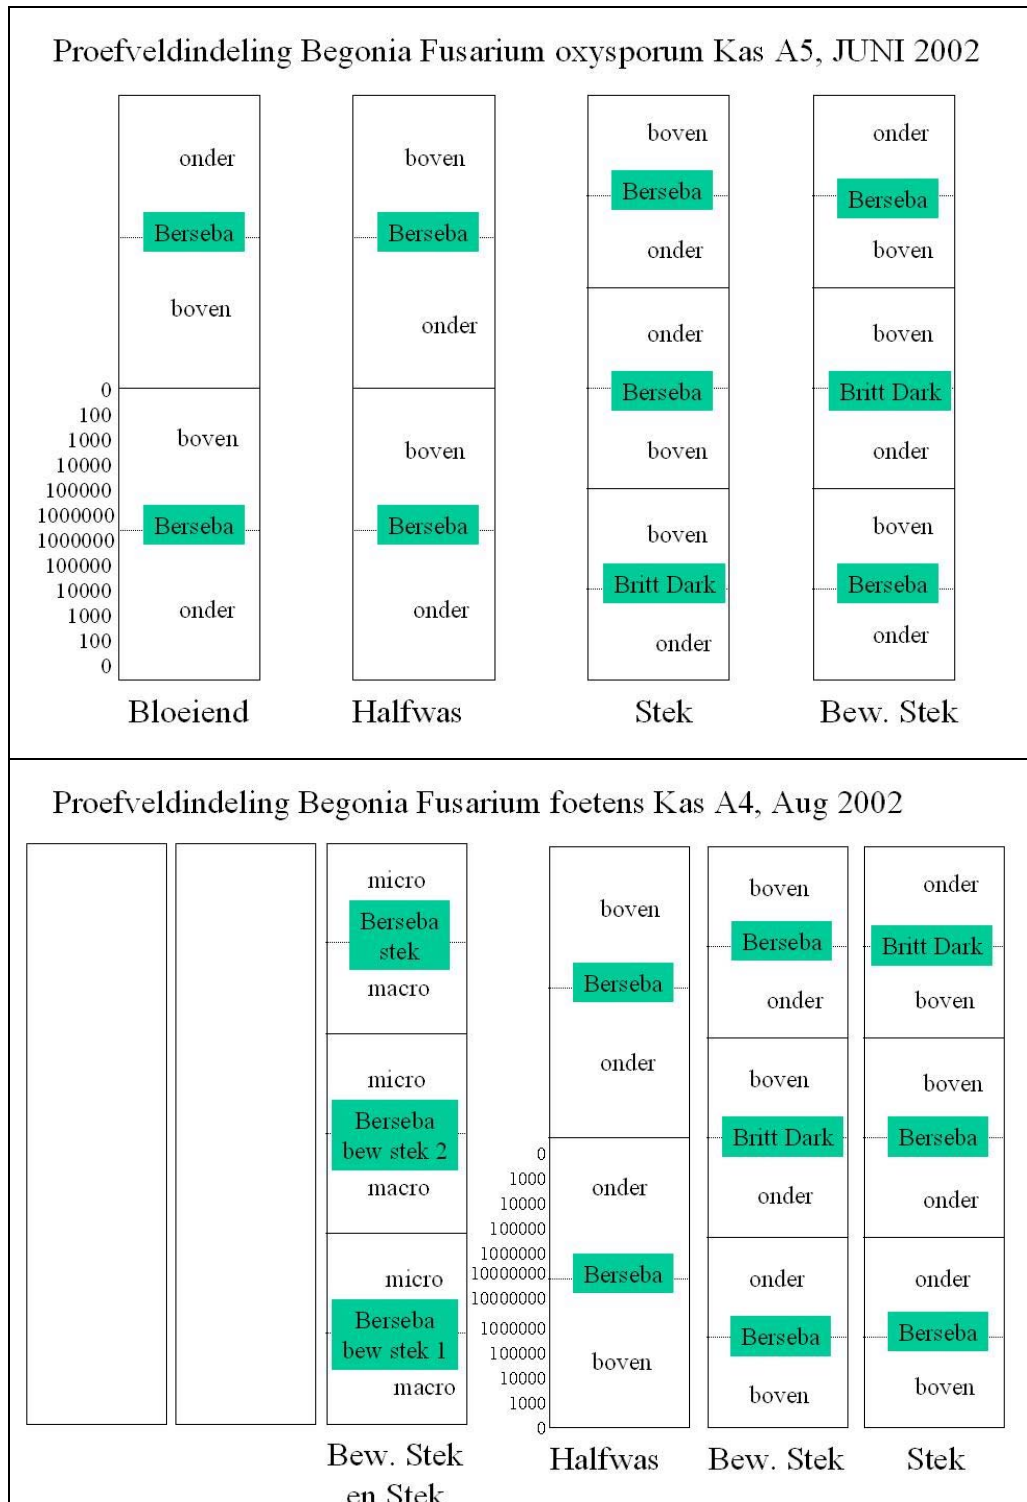 Proefveldindeling Begonia Fusarium oxysporum Kas A5, JUNI 2002
onder
Berseba
boven
boven
Berseba
onder
0
100
1000
10000
100000
1000000
1000000
100000
10000
1000
100
0
Bloeiend
boven
Berseba
onder
boven
Berseba
onder
Halfwas
boven
Berseba
onder
onder
Berseba
boven
boven
Britt Dark
onder
Stek
onder
Berseba
boven
boven
Britt Dark
onder
boven
Berseba
onder
Bew. Stek
Proefveldindeling Begonia Fusarium foetens Kas A4, Aug 2002
micro
Berseba
stek
macro
micro
Berseba
bew stek 2
macro
micro
Berseba
bew stek 1
macro
Bew. Stek
en Stek
0
1000
10000
100000
1000000
10000000
10000000
1000000
100000
10000
1000
0
boven
Berseba
onder
onder
Berseba
boven
Halfwas
boven
Berseba
onder
boven
Britt Dark
onder
onder
Berseba
boven
Bew. Stek
onder
Britt Dark
boven
boven
Berseba
onder
onder
Berseba
boven
Stek